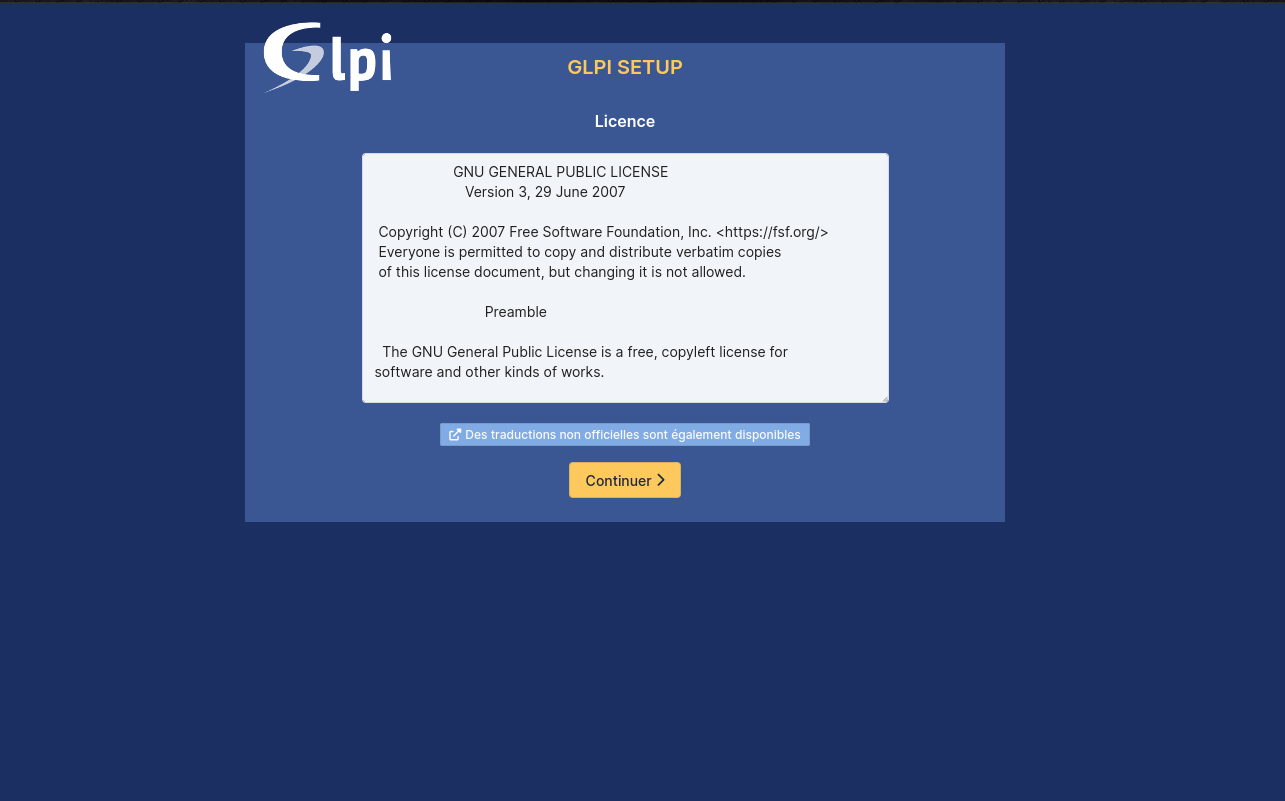 Glpi
GLPI SETUP
Licence
GNU GENERAL PUBLIC LICENSE
Version 3, 29 June 2007
Copyright (C) 2007 Free Software Foundation, Inc. <https://fsf.org/>
Everyone is permitted to copy and distribute verbatim copies
of this license document, but changing it is not allowed.
Preamble
The GNU General Public License is a free, copyleft license for
software and other kinds of works.
Des traductions non officielles sont également disponibles
Continuer